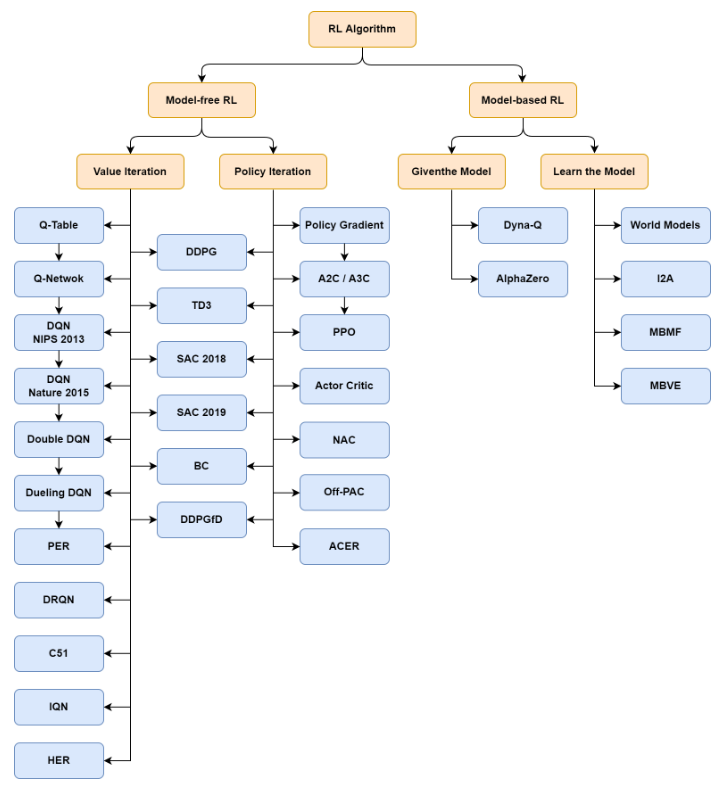 RL Algorithm
Model-free RL
Model-based RL
Value Iteration
Policy Iteration
Giventhe Model
Learn the Model
Q-Table
Q-Netwok
DQN
NIPS 2013
DQN
Nature 2015
Double DQN
Dueling DQN
PER
DRQN
C51
IQN
HER
DDPG
TD3
SAC 2018
SAC 2019
BC
DDPGfD
Policy Gradient
A2C / A3C
PPO
Actor Critic
NAC
Off-PAC
ACER
Dyna-Q
AlphaZero
World Models
I2A
MBMF
MBVE